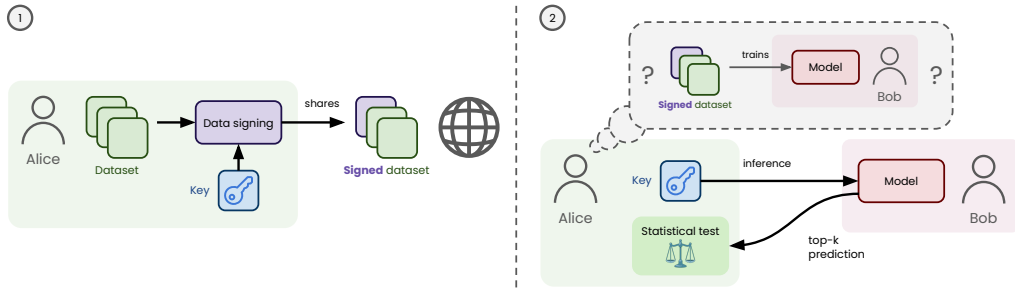 1
Alice
Dataset
Data signing
Key
shares
Signed dataset
2
?
Signed dataset
trains
Model
Bob
?
Alice
Key
inference
Model
Bob
Statistical test
top-k
prediction